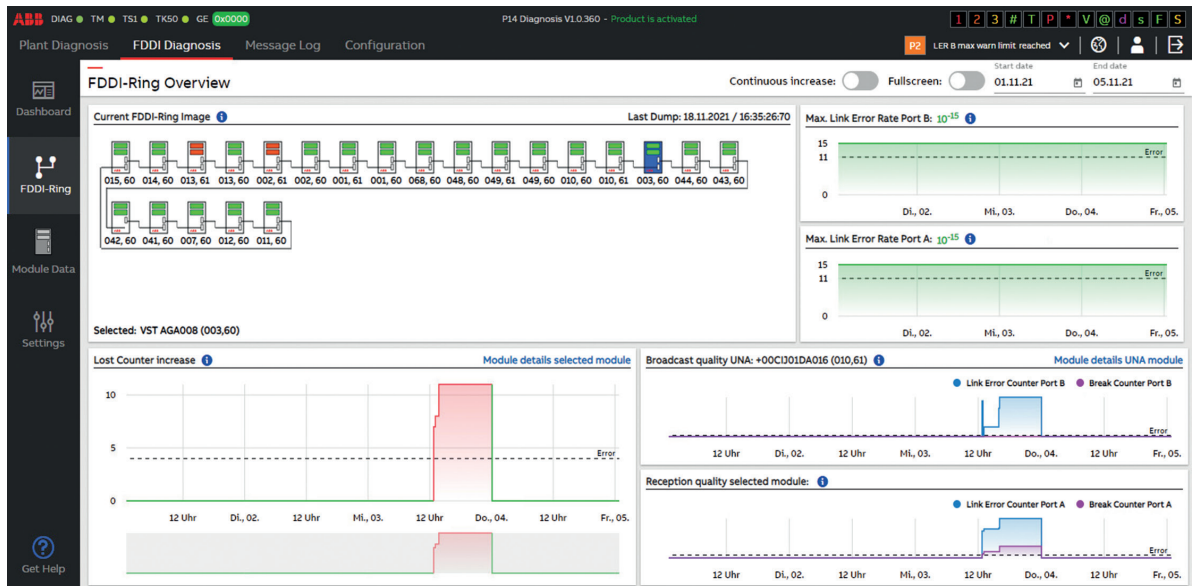 ABB DIAG TM TS1 TK50 GE 0x0000 P14 Diagnosis V1.0.360 - Product is activated 1 2 3 # T P * V @ d s F S
Plant Diagnosis FDDI Diagnosis Message Log Configuration P2 LER B max warn limit reached
FDDI-Ring Overview Continuous increase: Fullscreen: Start date 01.11.21 End date 05.11.21
Dashboard
FDDI-Ring
Module Data
Settings
Get Help
Current FDDI-Ring Image Last Dump: 18.11.2021 / 16:35:26:70
015, 60 014, 60 013, 61 013, 60 002, 61 002, 60 001, 61 001, 60 068, 60 048, 60 049, 61 049, 60 010, 60 010, 61 003, 60 044, 60 043, 60
042, 60 041, 60 007, 60 012, 60 011, 60
Selected: VST AGA008 (003,60)
Max. Link Error Rate Port B: 10⁻¹⁵
15
Error
11
0
Di., 02. Mi., 03. Do., 04. Fr., 05.
Max. Link Error Rate Port A: 10⁻¹⁵
15
Error
11
0
Di., 02. Mi., 03. Do., 04. Fr., 05.
Lost Counter increase Module details selected module
10
5
Error
0
12 Uhr Di., 02. 12 Uhr Mi., 03. 12 Uhr Do., 04. 12 Uhr Fr., 05.
Broadcast quality UNA: +00CIJ01DA016 (010,61) Module details UNA module
Link Error Counter Port B Break Counter Port B
Error
12 Uhr Di., 02. 12 Uhr Mi., 03. 12 Uhr Do., 04. 12 Uhr Fr., 05.
Reception quality selected module:
Link Error Counter Port A Break Counter Port A
Error
12 Uhr Di., 02. 12 Uhr Mi., 03. 12 Uhr Do., 04. 12 Uhr Fr., 05.